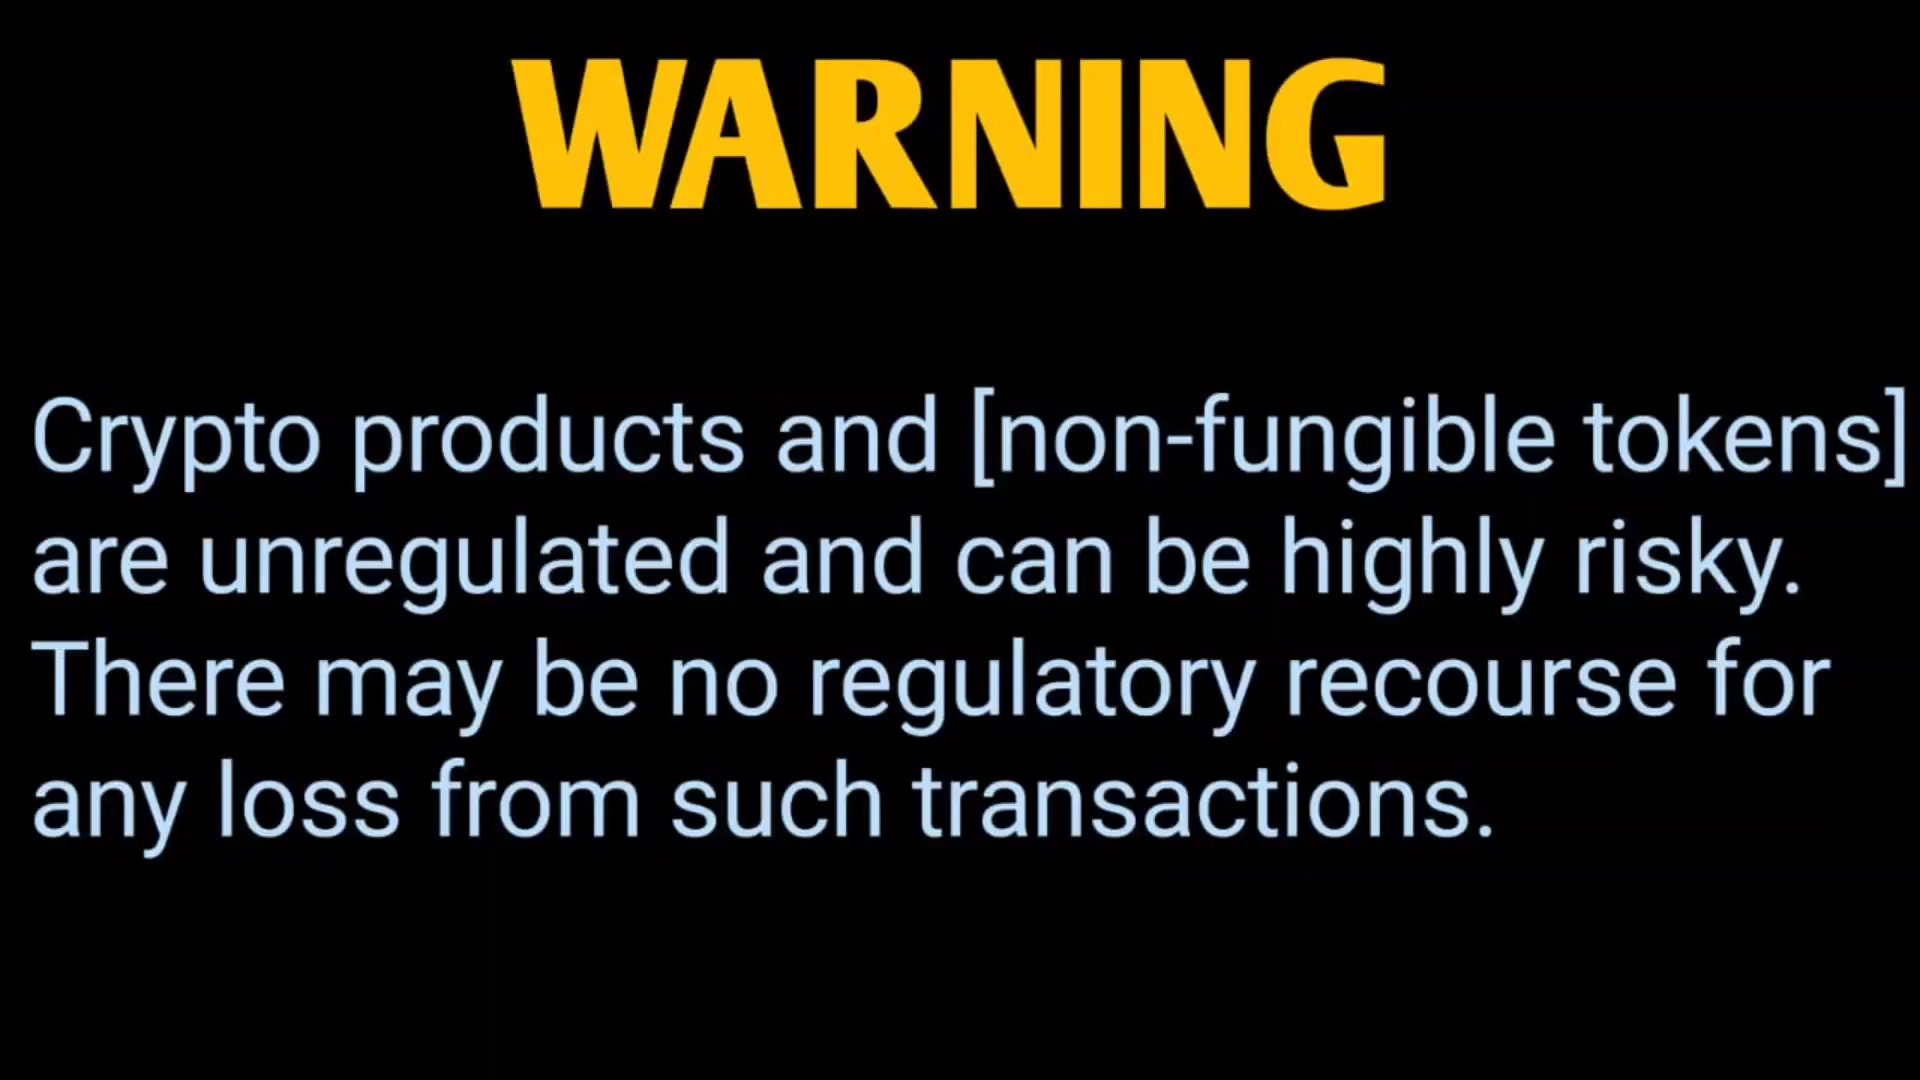 WARNING
Crypto products and [non-fungible tokens]
are unregulated and can be highly risky.
There may be no regulatory recourse for
any loss from such transactions.